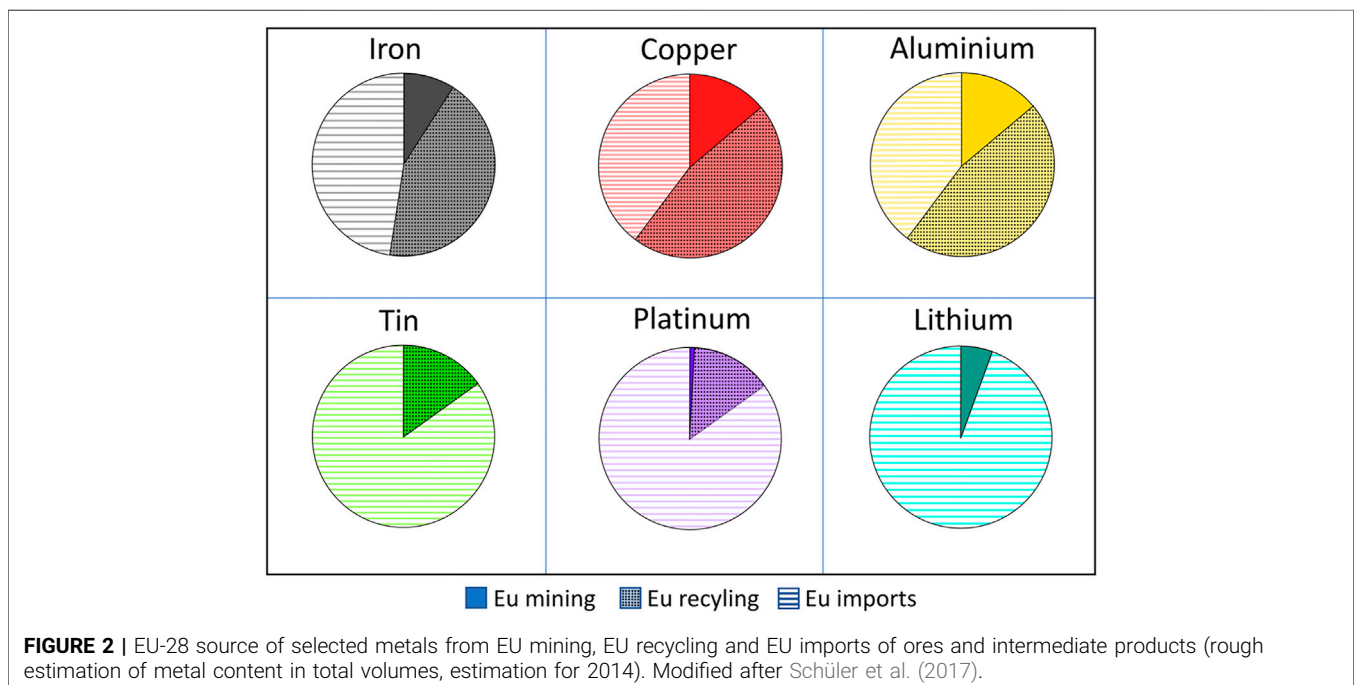 Iron
Copper
Aluminium
Tin
Platinum
Lithium
Eu mining
Eu recyling
Eu imports
FIGURE 2 | EU-28 source of selected metals from EU mining, EU recycling and EU imports of ores and intermediate products (rough
estimation of metal content in total volumes, estimation for 2014). Modified after Schüler et al. (2017).